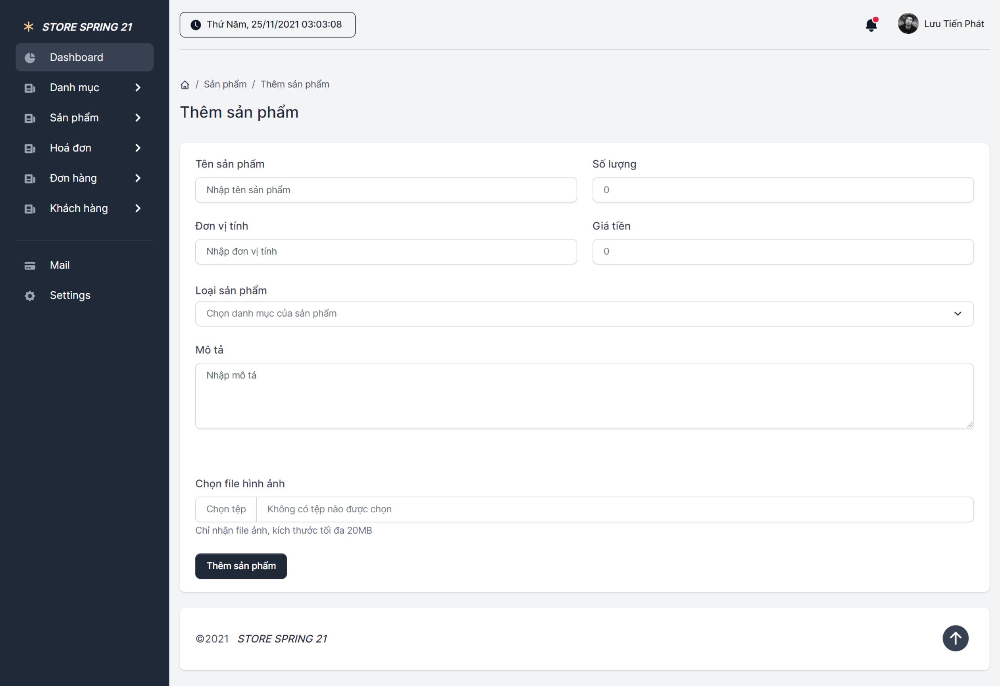 STORE SPRING 21
Dashboard
Danh mục
Sản phẩm
Hoá đơn
Đơn hàng
Khách hàng
Mail
Settings
Thứ Năm, 25/11/2021 03:03:08
Lưu Tiến Phát
/ Sản phẩm / Thêm sản phẩm
Thêm sản phẩm
Tên sản phẩm
Nhập tên sản phẩm
Số lượng
0
Đơn vị tính
Nhập đơn vị tính
Giá tiền
0
Loại sản phẩm
Chọn danh mục của sản phẩm
Mô tả
Nhập mô tả
Chọn file hình ảnh
Chọn tệp Không có tệp nào được chọn
Chỉ nhận file ảnh, kích thước tối đa 20MB
Thêm sản phẩm
©2021 STORE SPRING 21